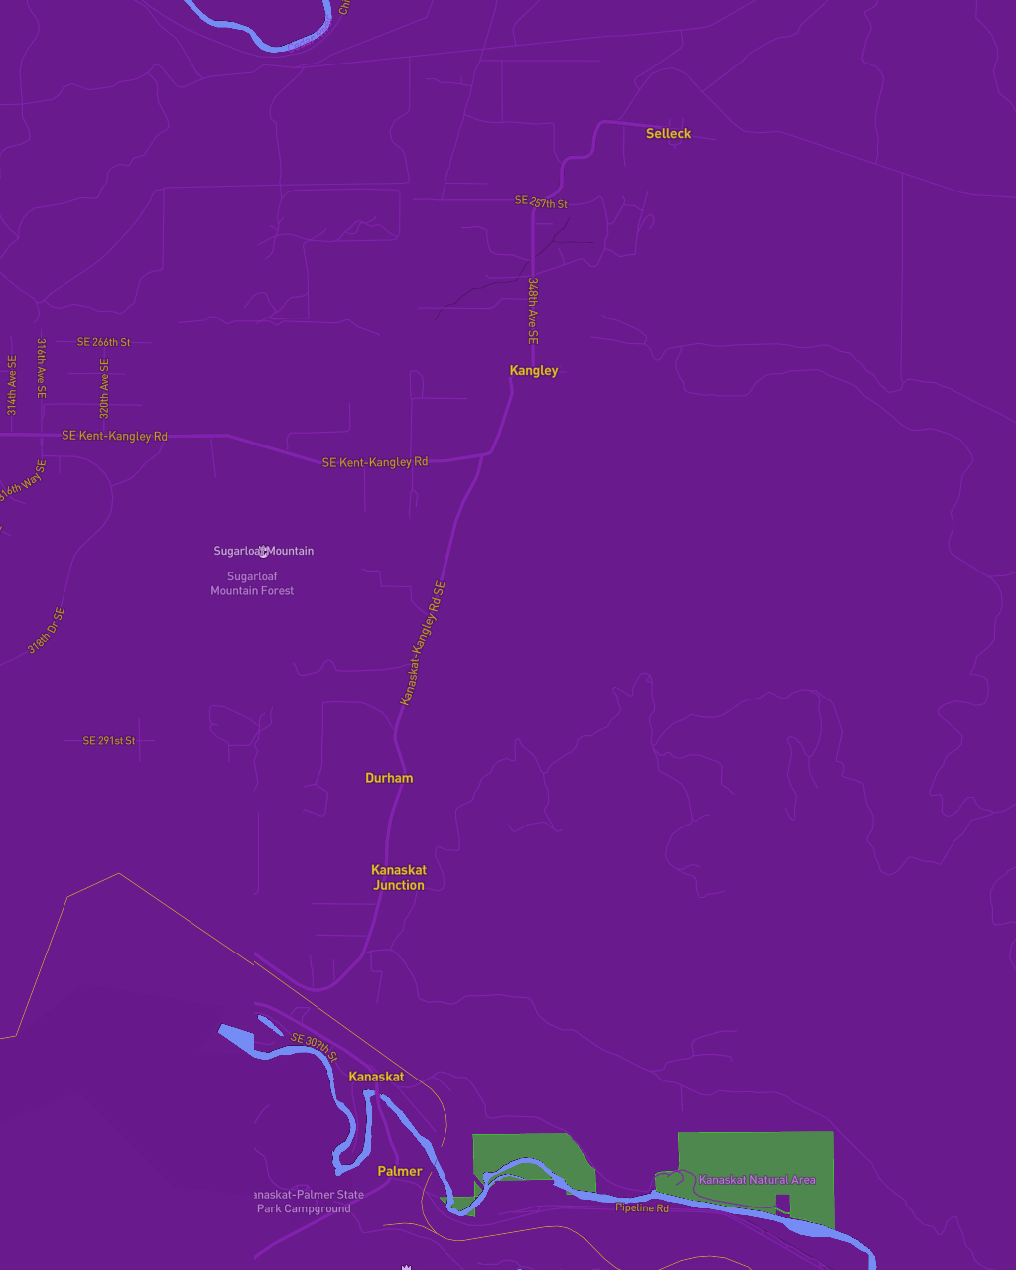 Selleck
SE 257th St
348th Ave SE
SE 266th St
314th Ave SE
316th Ave SE
320th Ave SE
Kangley
SE Kent-Kangley Rd
SE Kent-Kangley Rd
316th Way SE
Sugarloaf Mountain
Sugarloaf
Mountain Forest
318th Dr SE
Kanaskat-Kangley Rd SE
SE 291st St
Durham
Kanaskat
Junction
Kanaskat
Palmer
Kanaskat Natural Area
anaskat-Palmer State
Park Campground
Pipeline Rd